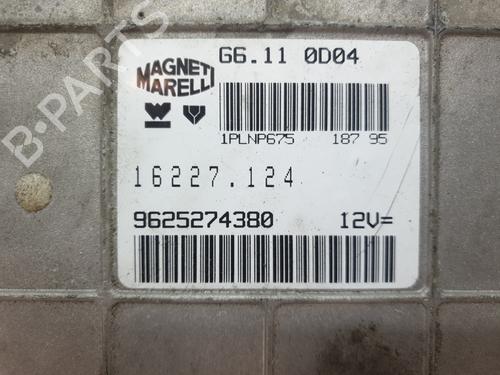 G6.11 0D04
MAGNETI
MARELLI
1PLNP675 187 95
16227.124
9625274380 12V=
B-PARTS